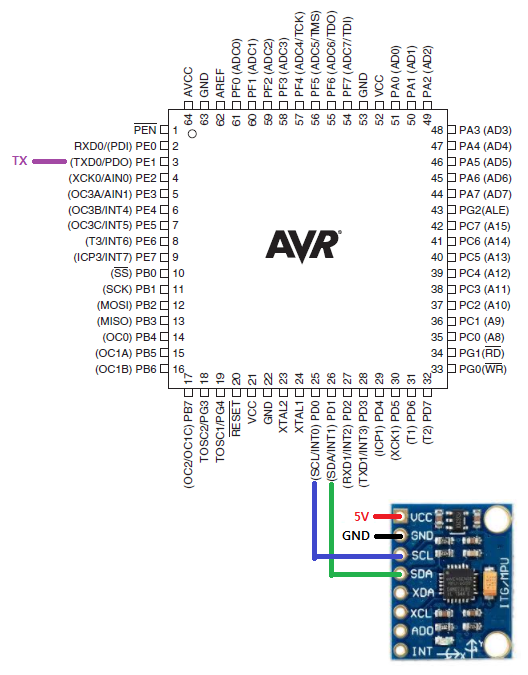 64 AVCC
63 GND
62 AREF
61 PF0 (ADC0)
60 PF1 (ADC1)
59 PF2 (ADC2)
58 PF3 (ADC3)
57 PF4 (ADC4/TCK)
56 PF5 (ADC5/TMS)
55 PF6 (ADC6/TDO)
54 PF7 (ADC7/TDI)
53 GND
52 VCC
51 PA0 (AD0)
50 PA1 (AD1)
49 PA2 (AD2)
PEN 1
RXD0/(PDI) PE0 2
TX (TXD0/PDO) PE1 3
(XCK0/AIN0) PE2 4
(OC3A/AIN1) PE3 5
(OC3B/INT4) PE4 6
(OC3C/INT5) PE5 7
(T3/INT6) PE6 8
(ICP3/INT7) PE7 9
(SS) PB0 10
(SCK) PB1 11
(MOSI) PB2 12
(MISO) PB3 13
(OC0) PB4 14
(OC1A) PB5 15
(OC1B) PB6 16
AVR
48 PA3 (AD3)
47 PA4 (AD4)
46 PA5 (AD5)
45 PA6 (AD6)
44 PA7 (AD7)
43 PG2(ALE)
42 PC7 (A15)
41 PC6 (A14)
40 PC5 (A13)
39 PC4 (A12)
38 PC3 (A11)
37 PC2 (A10)
36 PC1 (A9)
35 PC0 (A8)
34 PG1(RD)
33 PG0(WR)
(OC2/OC1C) PB7 17
TOSC2/PG3 18
TOSC1/PG4 19
RESET 20
VCC 21
GND 22
XTAL2 23
XTAL1 24
(SCL/INT0) PD0 25
(SDA/INT1) PD1 26
(RXD1/INT2) PD2 27
(TXD1/INT3) PD3 28
(ICP1) PD4 29
(XCK1) PD5 30
(T1) PD6 31
(T2) PD7 32
5V
GND
VCC
GND
SCL
SDA
XDA
XCL
ADO
INT
ITG/MPU
X
Y